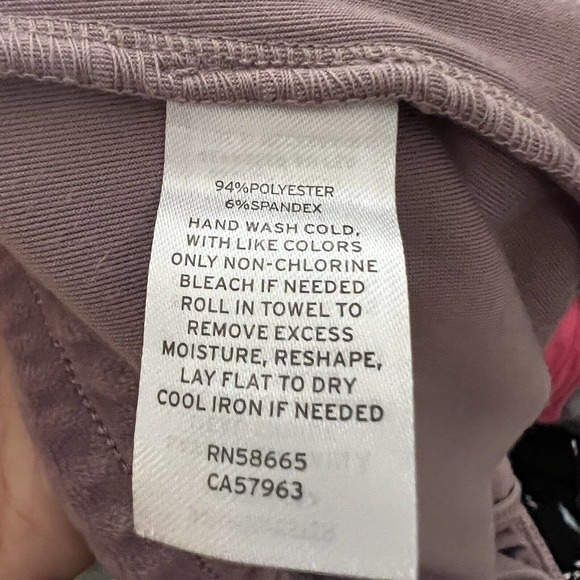 94%POLYESTER
6%SPANDEX
HAND WASH COLD,
WITH LIKE COLORS
ONLY NON-CHLORINE
BLEACH IF NEEDED
ROLL IN TOWEL TO
REMOVE EXCESS
MOISTURE, RESHAPE,
LAY FLAT TO DRY
COOL IRON IF NEEDED
RN58665
CA57963